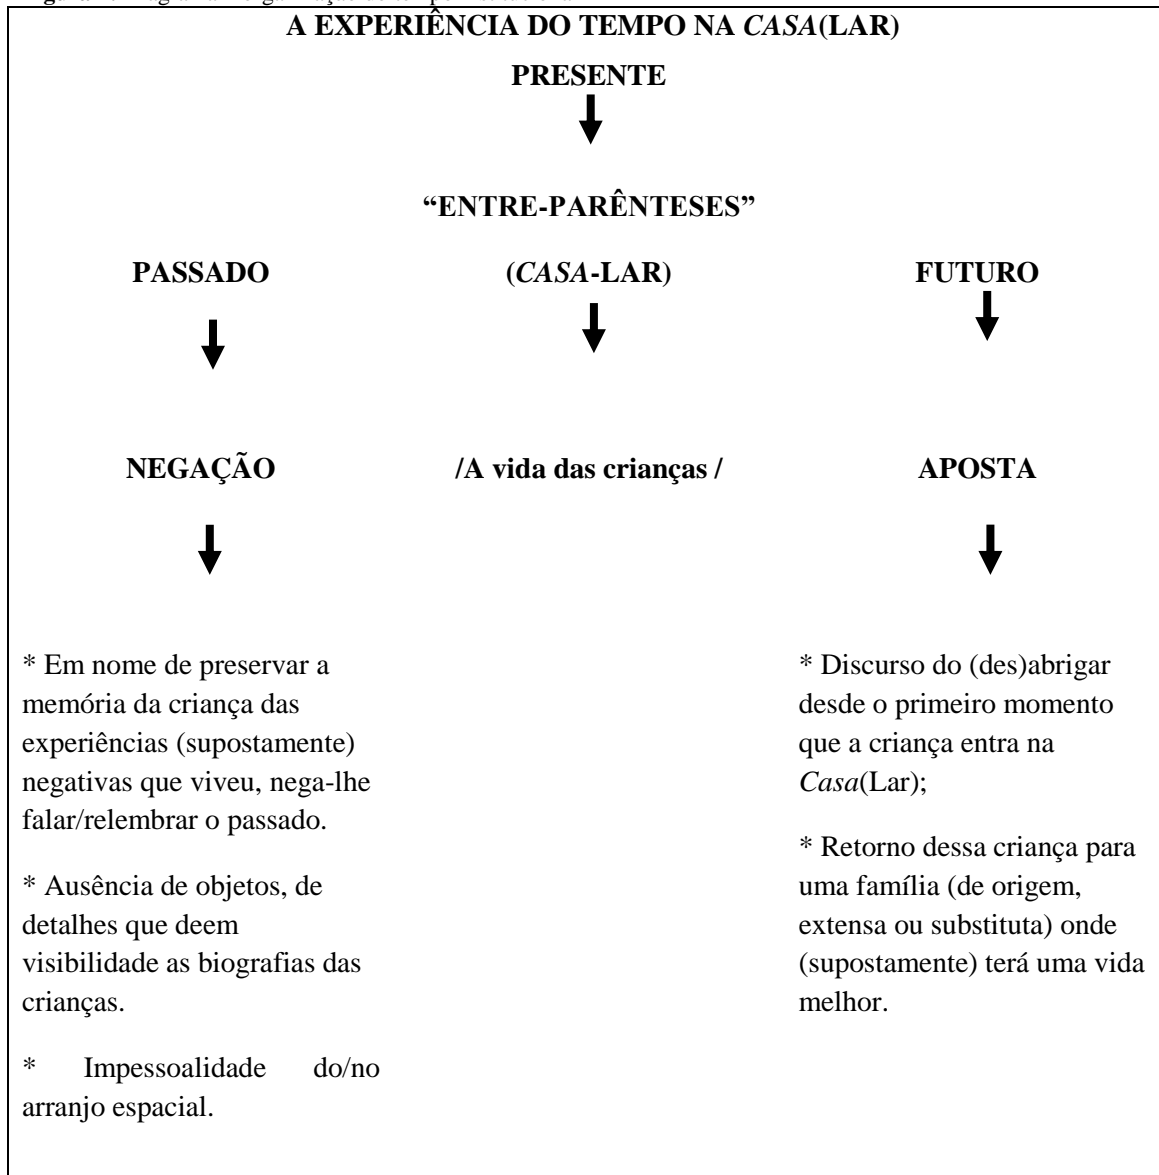 A EXPERIÊNCIA DO TEMPO NA CASA(LAR)
PRESENTE
“ENTRE-PARÊNTESES”
PASSADO (CASA-LAR) FUTURO
NEGAÇÃO /A vida das crianças / APOSTA
* Em nome de preservar a
memória da criança das
experiências (supostamente)
negativas que viveu, nega-lhe
falar/relembrar o passado.
* Ausência de objetos, de
detalhes que deem
visibilidade as biografias das
crianças.
* Impessoalidade do/no
arranjo espacial.
* Discurso do (des)abrigar
desde o primeiro momento
que a criança entra na
Casa(Lar);
* Retorno dessa criança para
uma família (de origem,
extensa ou substituta) onde
(supostamente) terá uma vida
melhor.